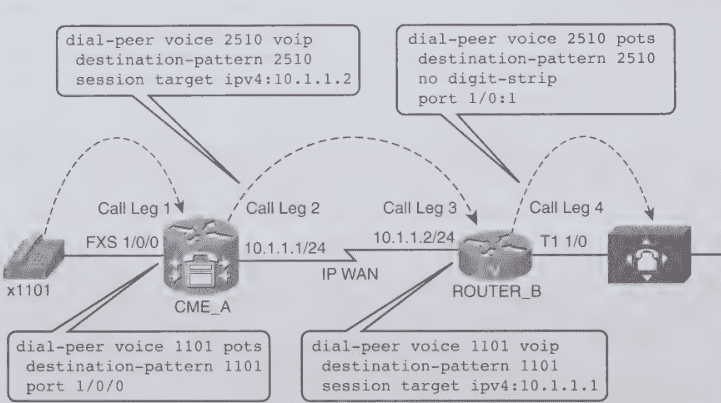 dial-peer voice 2510 voip
destination-pattern 2510
session target ipv4:10.1.1.2
dial-peer voice 2510 pots
destination-pattern 2510
no digit-strip
port 1/0:1
Call Leg 1
Call Leg 2
Call Leg 3
Call Leg 4
FXS 1/0/0
10.1.1.1/24
10.1.1.2/24
T1 1/0
x1101
IP WAN
CME_A
ROUTER_B
V
dial-peer voice 1101 pots
destination-pattern 1101
port 1/0/0
dial-peer voice 1101 voip
destination-pattern 1101
session target ipv4:10.1.1.1